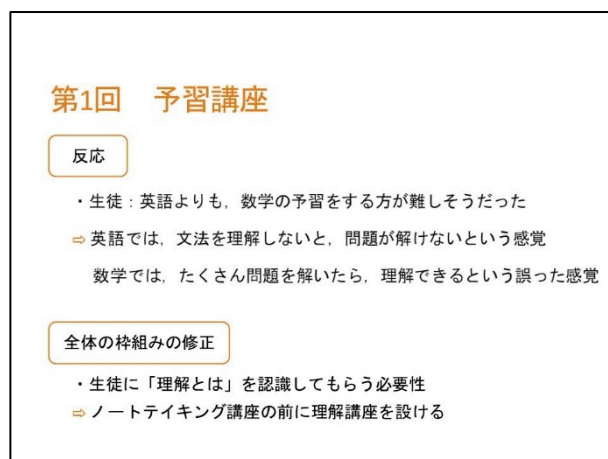 第1回　予習講座
反応
・生徒：英語よりも，数学の予習をする方が難しそうだった
⇨ 英語では，文法を理解しないと，問題が解けないという感覚
数学では，たくさん問題を解いたら，理解できるという誤った感覚
全体の枠組みの修正
・生徒に「理解とは」を認識してもらう必要性
⇨ ノートテイキング講座の前に理解講座を設ける